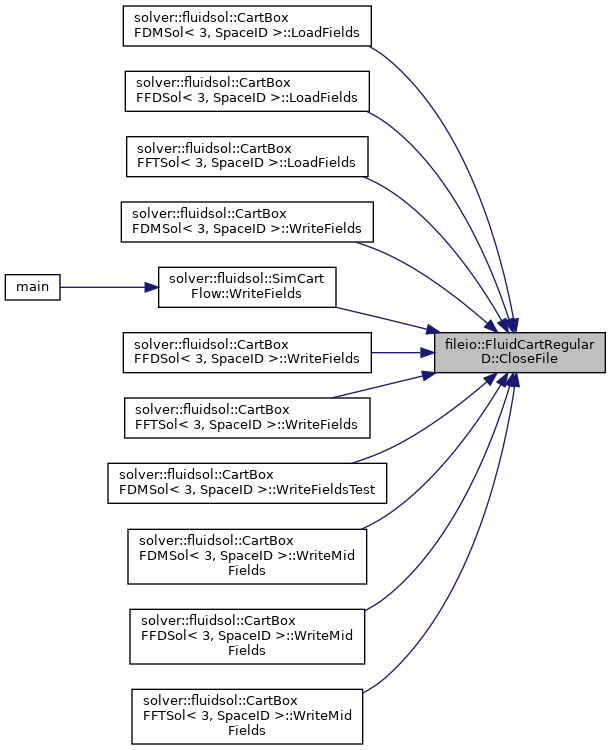 solver::fluidsol::CartBox
FDMSol< 3, SpaceID >::LoadFields
solver::fluidsol::CartBox
FFDSol< 3, SpaceID >::LoadFields
solver::fluidsol::CartBox
FFTSol< 3, SpaceID >::LoadFields
solver::fluidsol::CartBox
FDMSol< 3, SpaceID >::WriteFields
main
solver::fluidsol::SimCart
Flow::WriteFields
fileio::FluidCartRegular
D::CloseFile
solver::fluidsol::CartBox
FFDSol< 3, SpaceID >::WriteFields
solver::fluidsol::CartBox
FFTSol< 3, SpaceID >::WriteFields
solver::fluidsol::CartBox
FDMSol< 3, SpaceID >::WriteFieldsTest
solver::fluidsol::CartBox
FDMSol< 3, SpaceID >::WriteMid
Fields
solver::fluidsol::CartBox
FFDSol< 3, SpaceID >::WriteMid
Fields
solver::fluidsol::CartBox
FFTSol< 3, SpaceID >::WriteMid
Fields